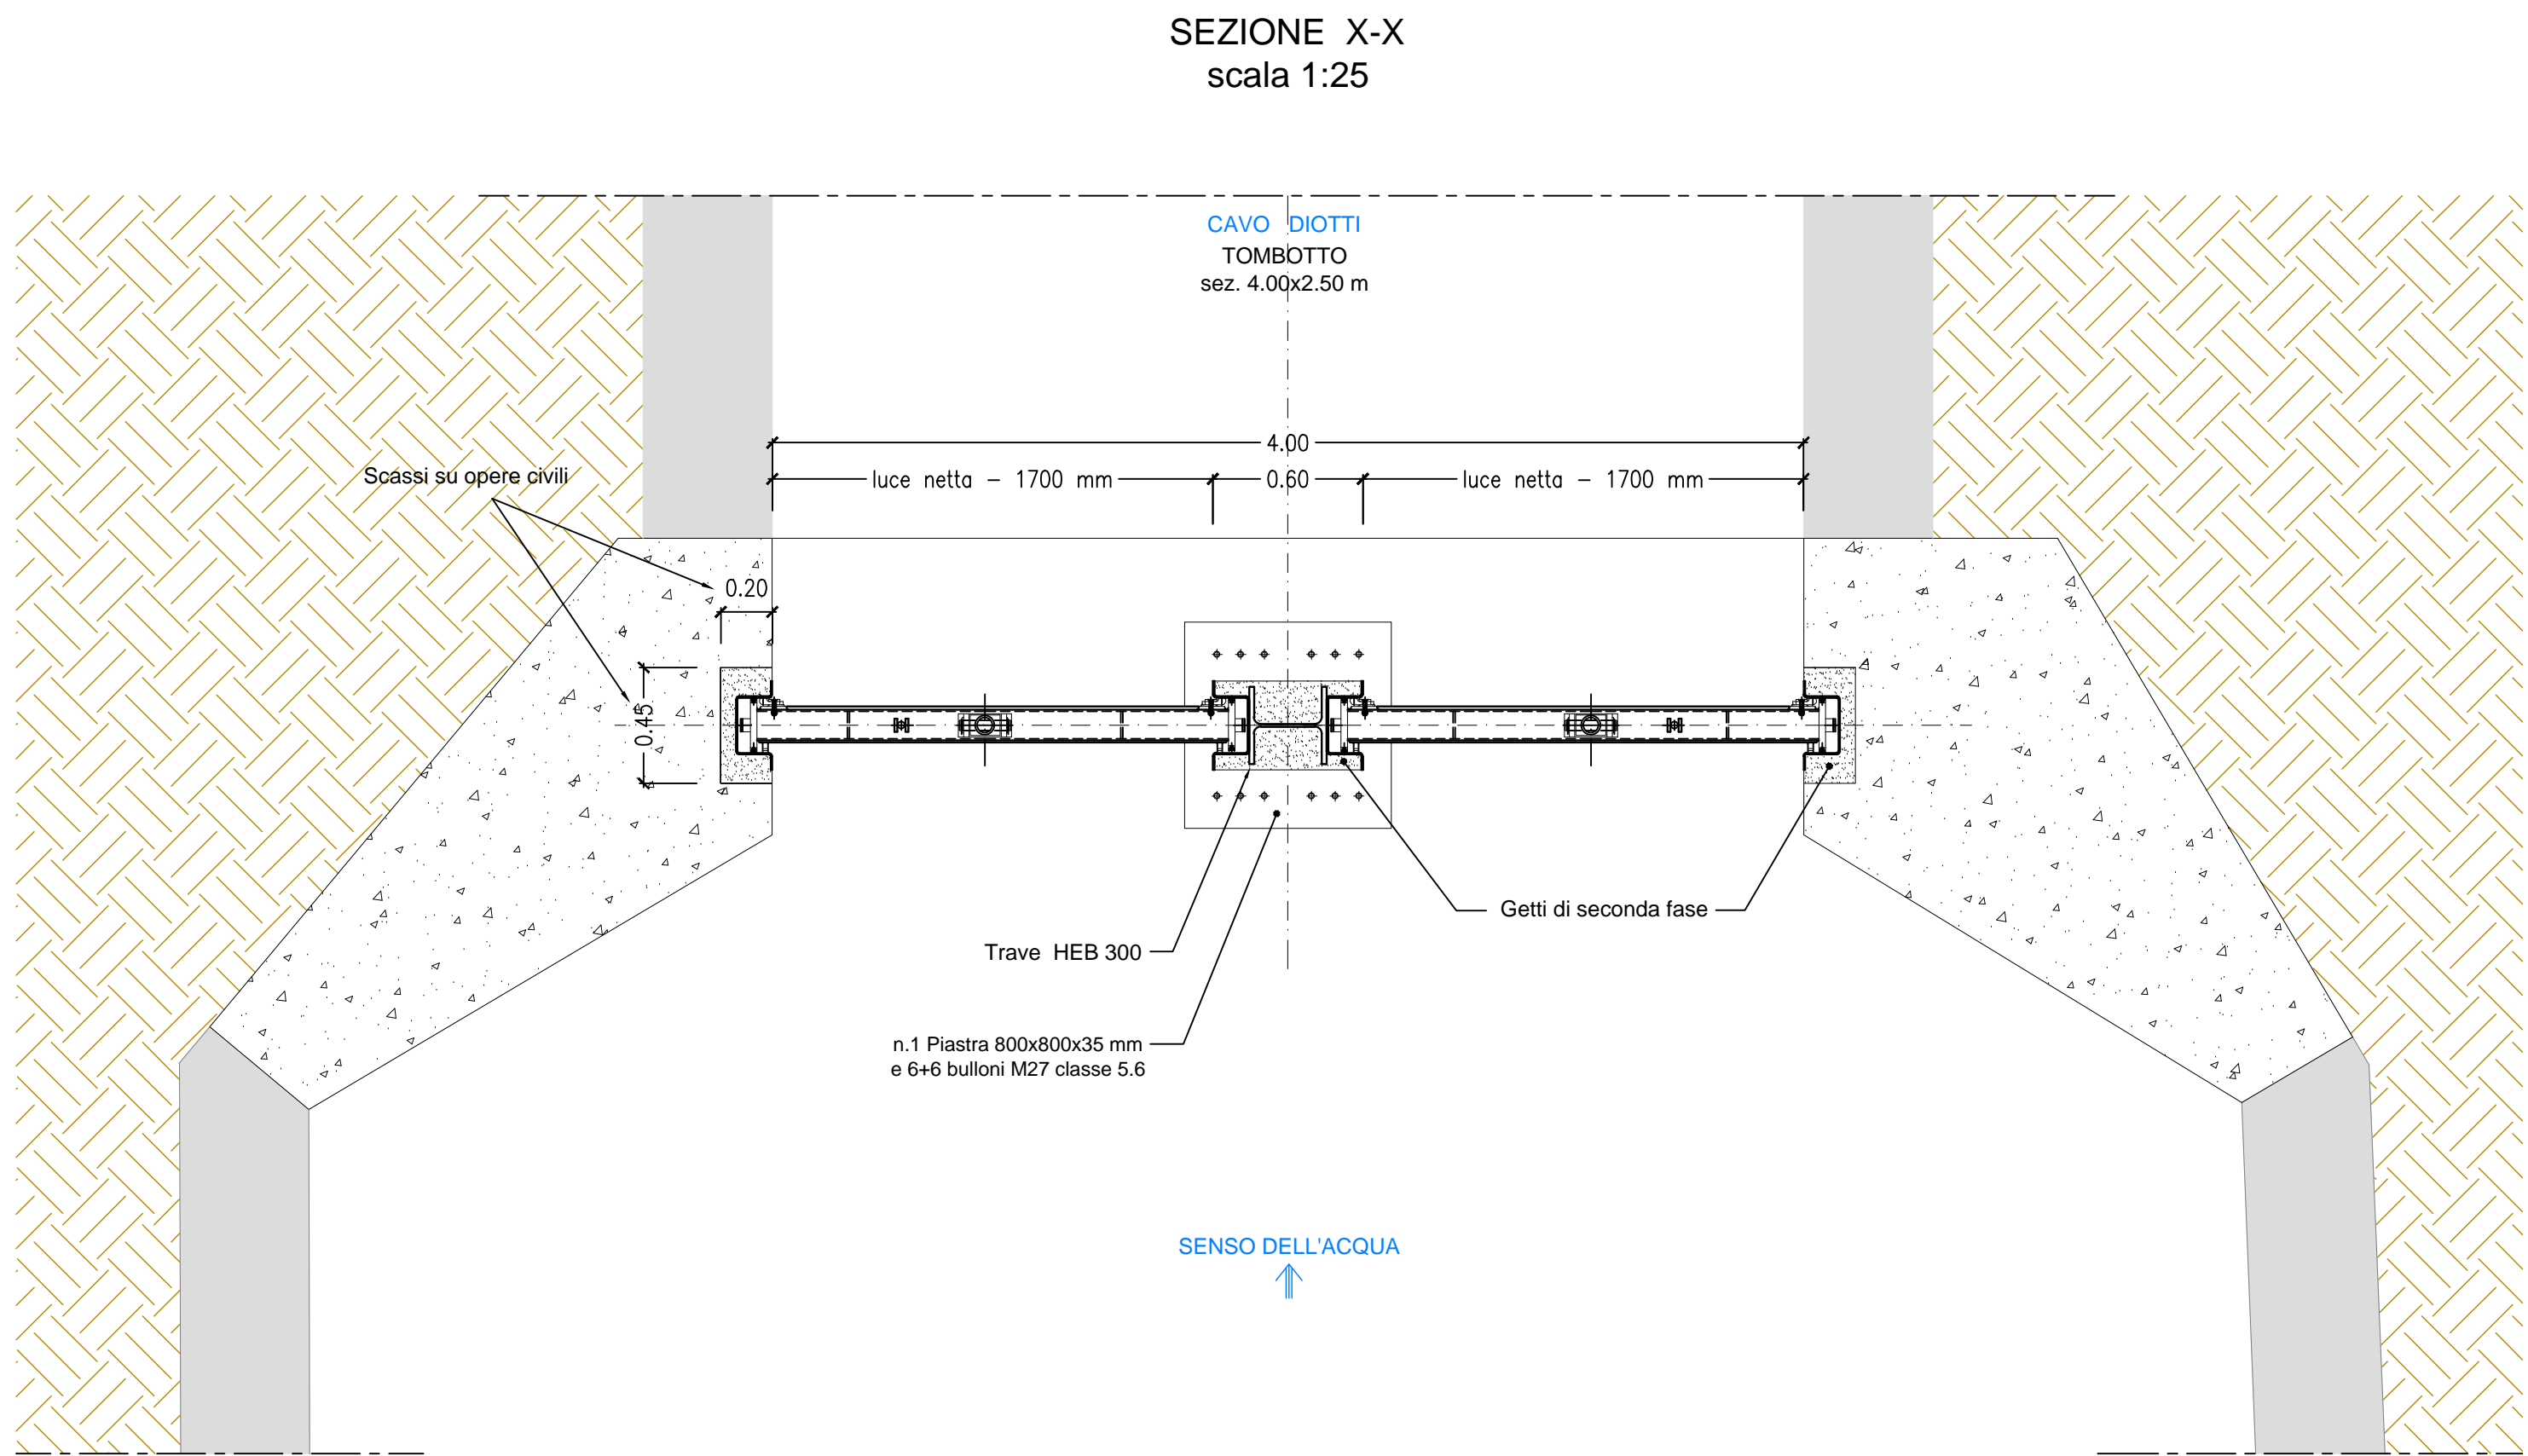 SEZIONE X-X
scala 1:25
CAVO DIOTTI
TOMBOTTO
sez. 4.00x2.50 m
4.00
luce netta - 1700 mm
0.60
luce netta - 1700 mm
Scassi su opere civili
0.20
0.45
Getti di seconda fase
Trave HEB 300
n.1 Piastra 800x800x35 mm
e 6+6 bulloni M27 classe 5.6
SENSO DELL'ACQUA